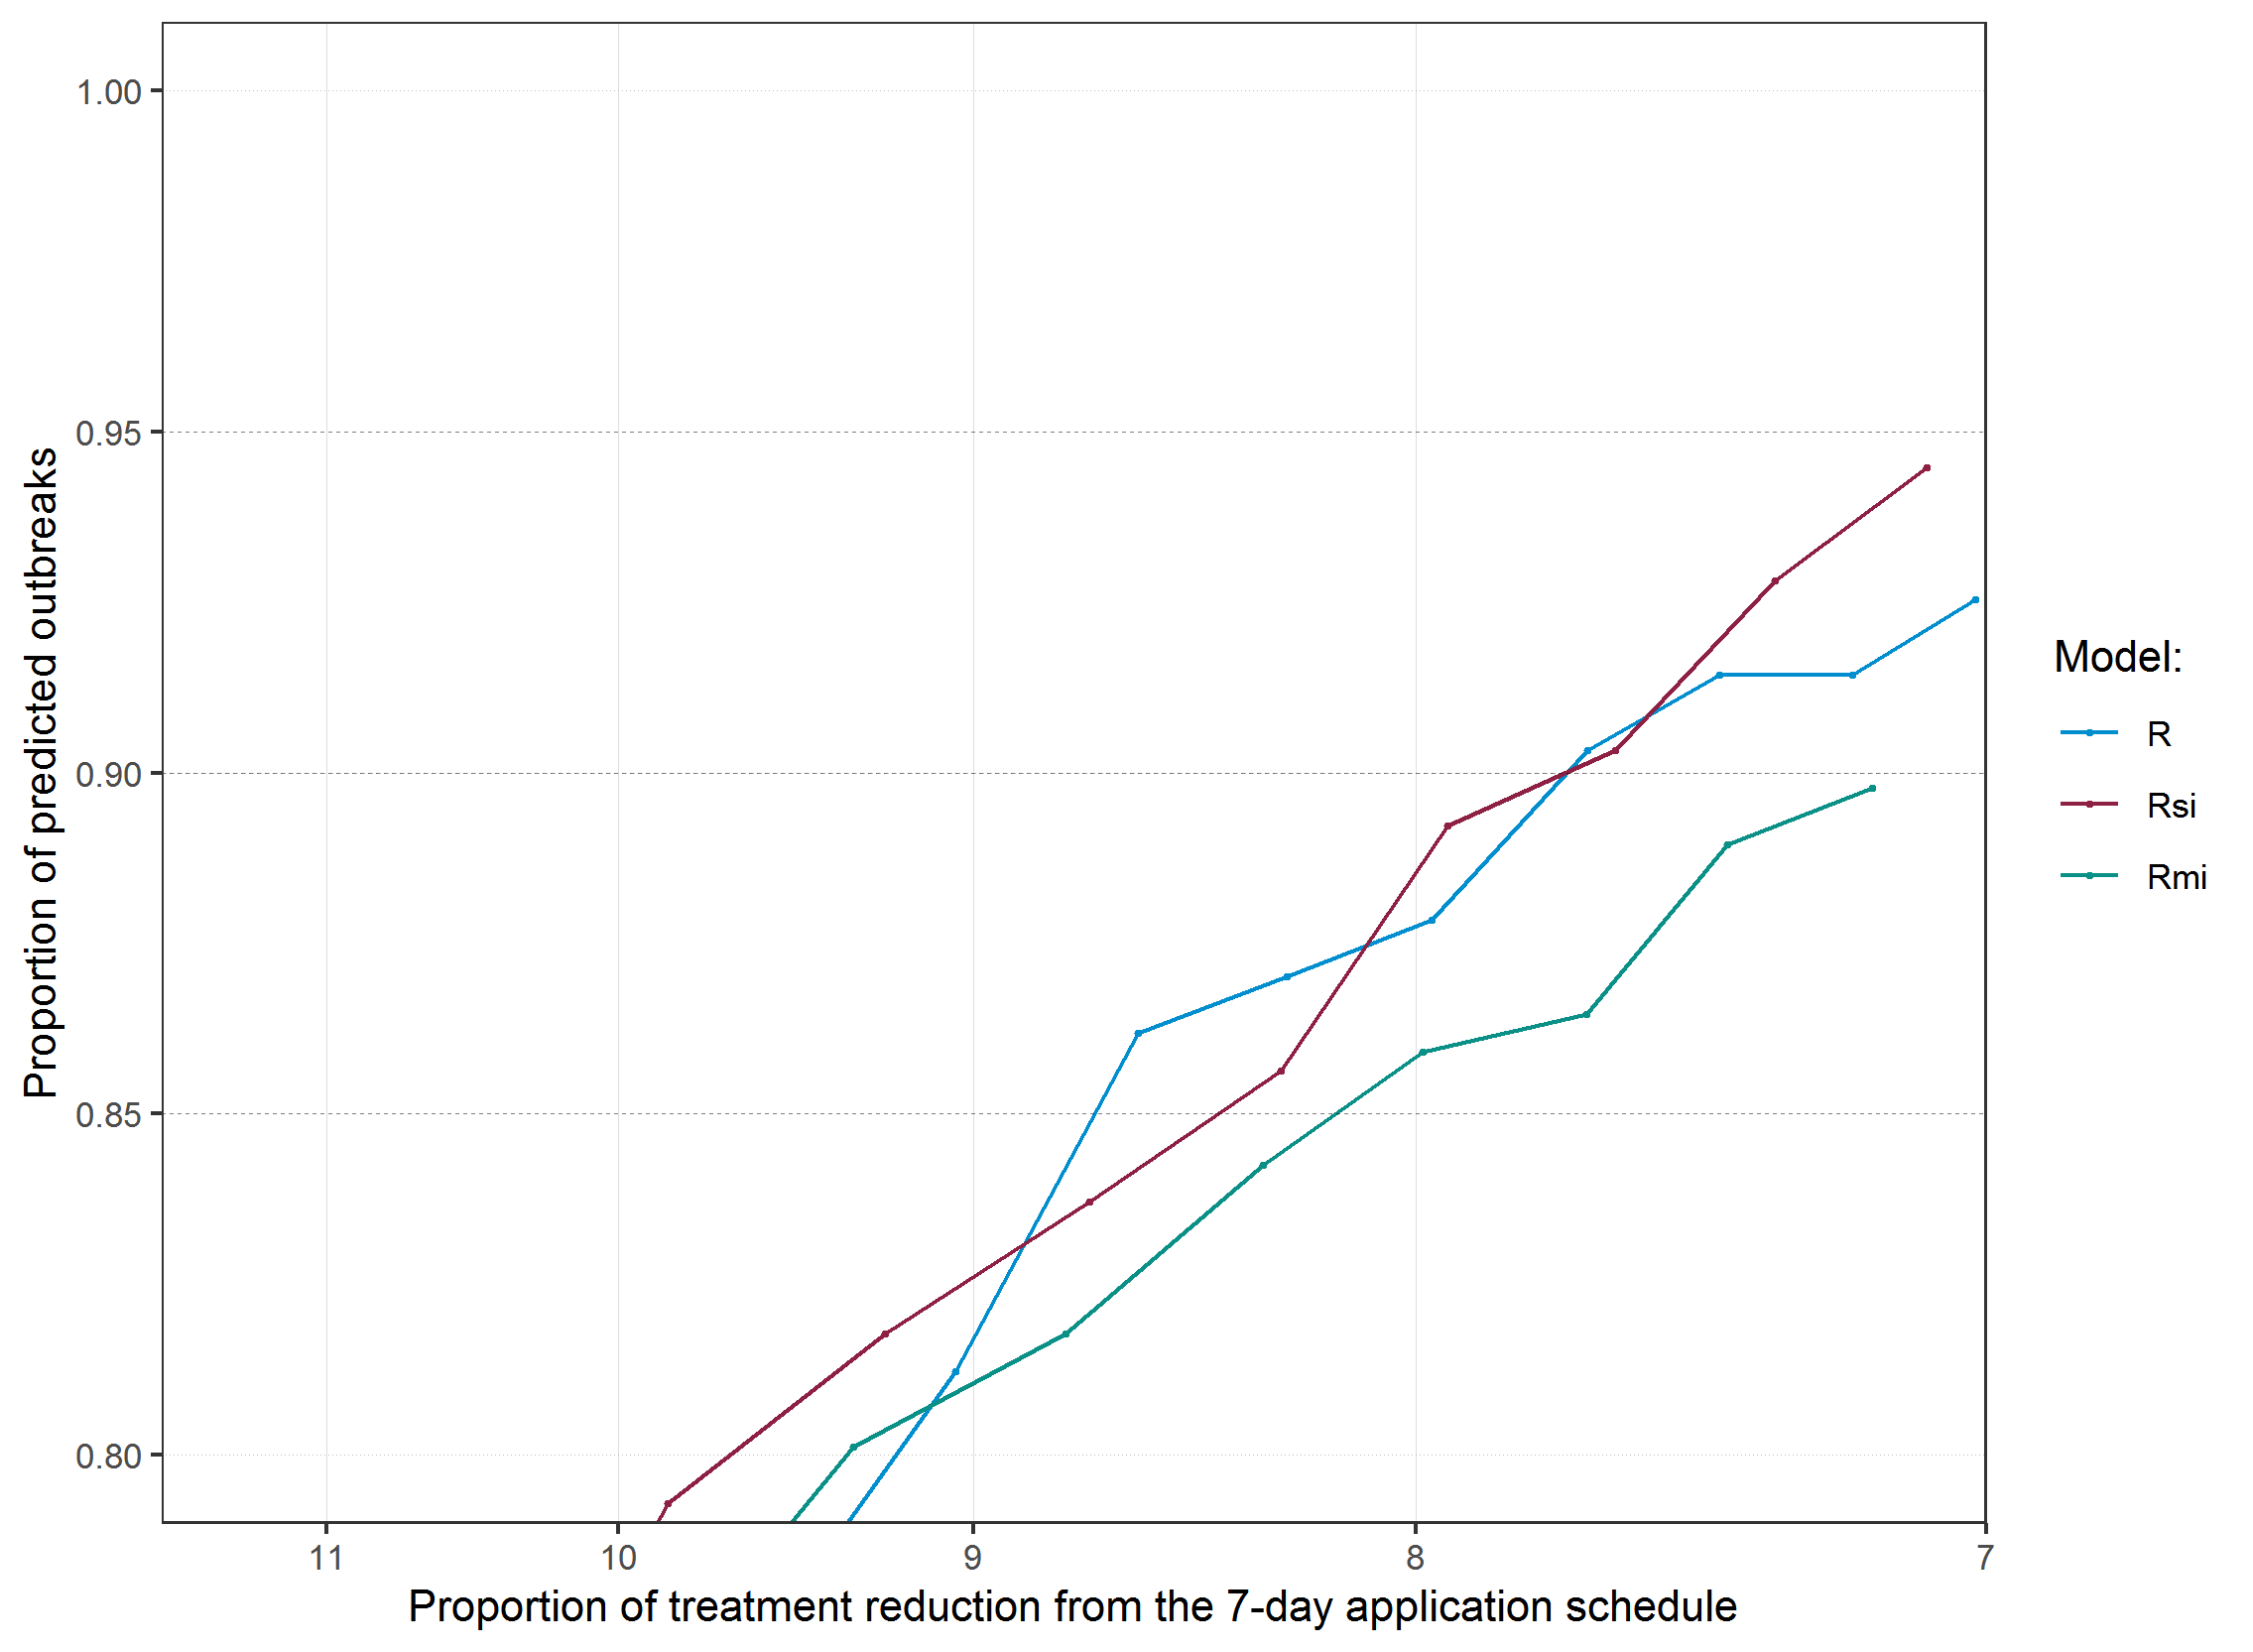 1.00
0.95
0.90
0.85
0.80
Proportion of predicted outbreaks
11 10 9 8 7
Proportion of treatment reduction from the 7-day application schedule
Model:
R
Rsi
Rmi